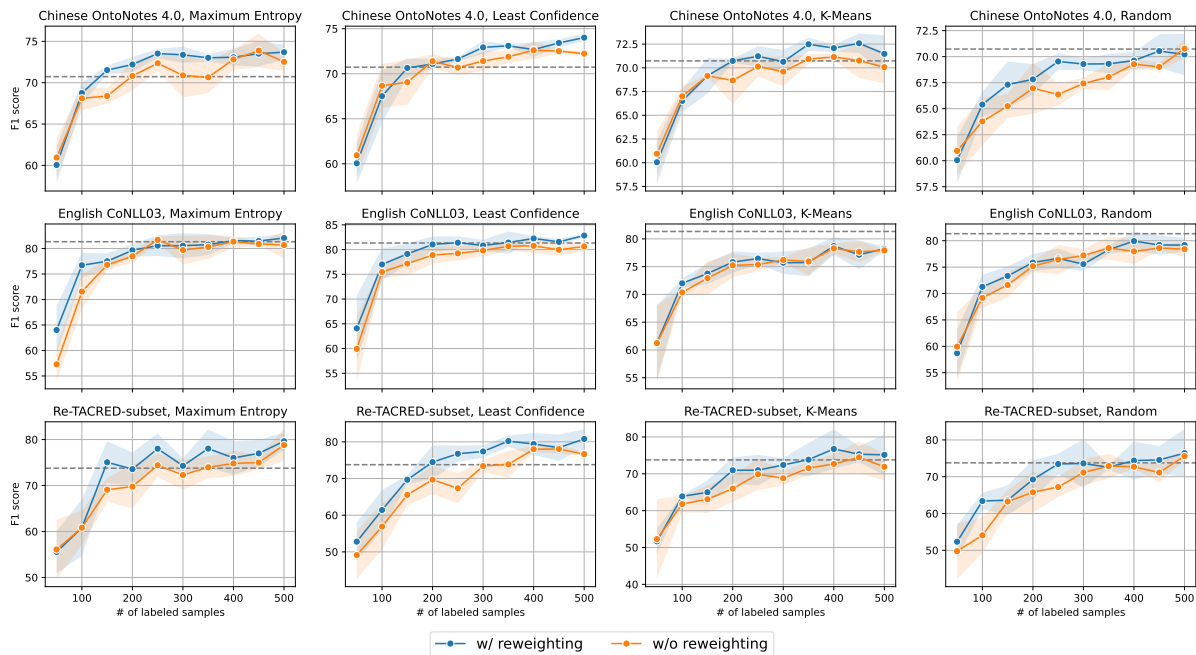 Chinese OntoNotes 4.0, Maximum Entropy
Chinese OntoNotes 4.0, Least Confidence
Chinese OntoNotes 4.0, K-Means
Chinese OntoNotes 4.0, Random
75
70
65
60
F1 score
75
70
65
60
72.5
70.0
67.5
65.0
62.5
60.0
57.5
72.5
70.0
67.5
65.0
62.5
60.0
57.5
English CoNLL03, Maximum Entropy
English CoNLL03, Least Confidence
English CoNLL03, K-Means
English CoNLL03, Random
80
75
70
65
60
55
F1 score
85
80
75
70
65
60
55
80
75
70
65
60
55
80
75
70
65
60
55
Re-TACRED-subset, Maximum Entropy
Re-TACRED-subset, Least Confidence
Re-TACRED-subset, K-Means
Re-TACRED-subset, Random
80
70
60
50
F1 score
80
70
60
50
80
70
60
50
40
80
70
60
50
100 200 300 400 500
100 200 300 400 500
100 200 300 400 500
100 200 300 400 500
# of labeled samples
# of labeled samples
# of labeled samples
# of labeled samples
w/ reweighting
w/o reweighting